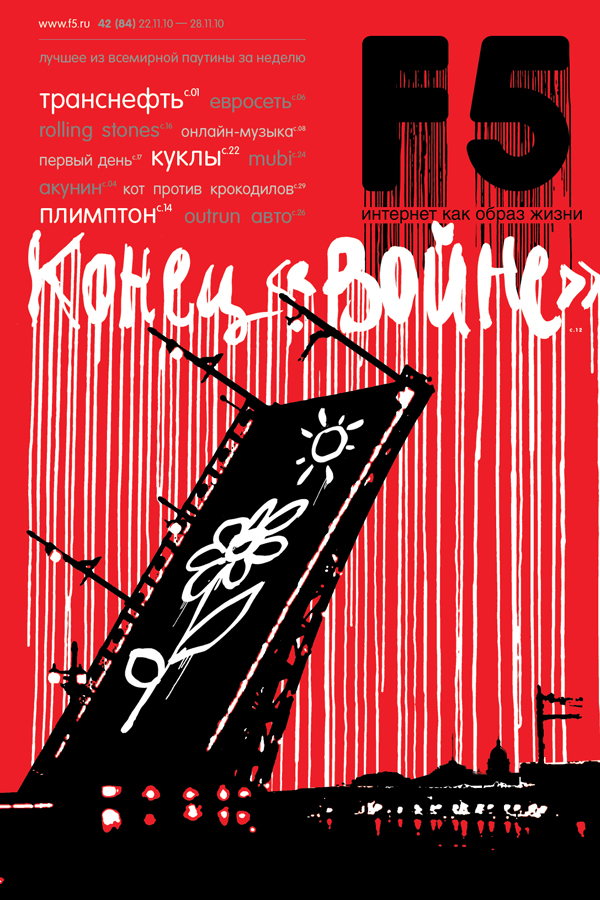 www.f5.ru 42 (84) 22.11.10 — 28.11.10
лучшее из всемирной паутины за неделю
F5
транснефть с.01 евросеть с.06
rolling stones с.16 онлайн-музыка с.08
первый день с.17 куклы с.22 mubi с.24
акунин с.04 кот против крокодилов с.29
плимптон с.14 outrun авто с.26
интернет как образ жизни
Конец «Войне»
с.12